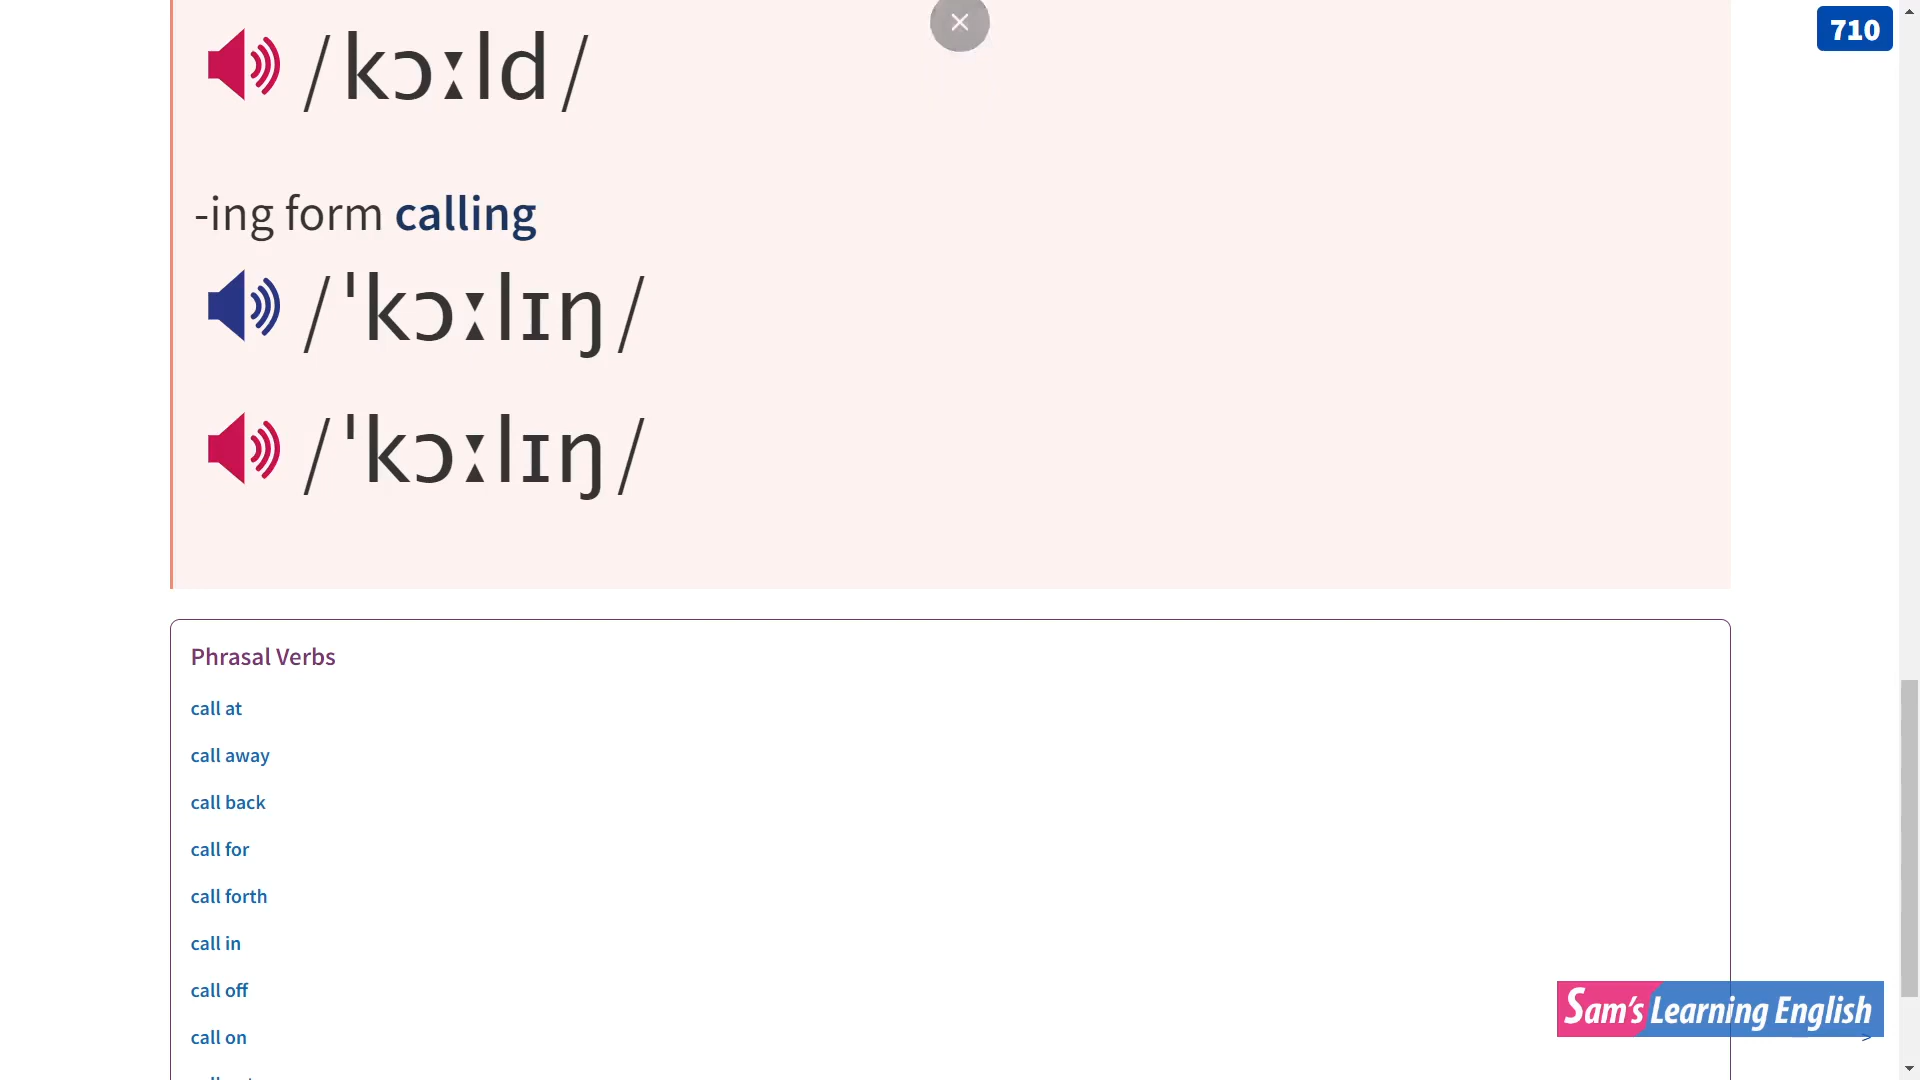 710
/kɔːld/
-ing form calling
/ˈkɔːlɪŋ/
/ˈkɔːlɪŋ/
Phrasal Verbs
call at
call away
call back
call for
call forth
call in
call off
call on
Sam's Learning English
>